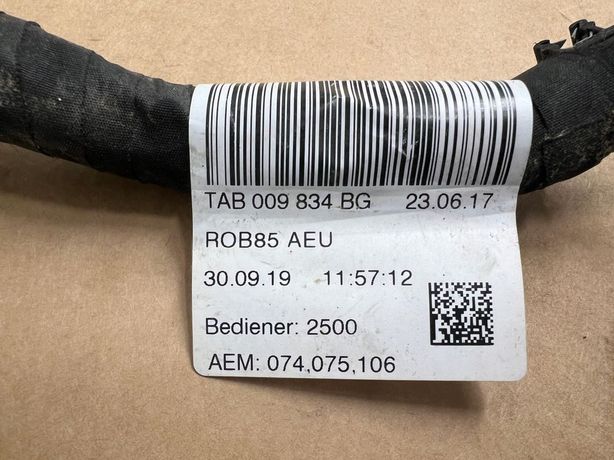 TAB 009 834 BG 23.06.17
ROB85 AEU
30.09.19 11:57:12
Bediener: 2500
AEM: 074,075,106